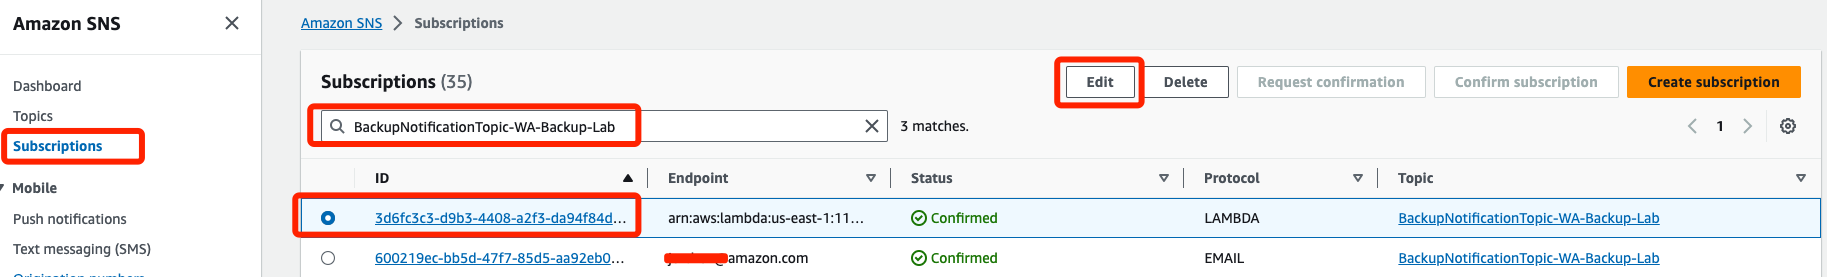 Amazon SNS
Amazon SNS > Subscriptions
Dashboard
Topics
Subscriptions
Mobile
Push notifications
Text messaging (SMS)
Origination numbers
Subscriptions (35)
Edit
Delete
Request confirmation
Confirm subscription
Create subscription
BackupNotificationTopic-WA-Backup-Lab
3 matches.
1
ID Endpoint Status Protocol Topic
3d6fc3c3-d9b3-4408-a2f3-da94f84d... arn:aws:lambda:us-east-1:11... Confirmed LAMBDA BackupNotificationTopic-WA-Backup-Lab
600219ec-bb5d-47f7-85d5-aa92eb0... amazon.com Confirmed EMAIL BackupNotificationTopic-WA-Backup-Lab